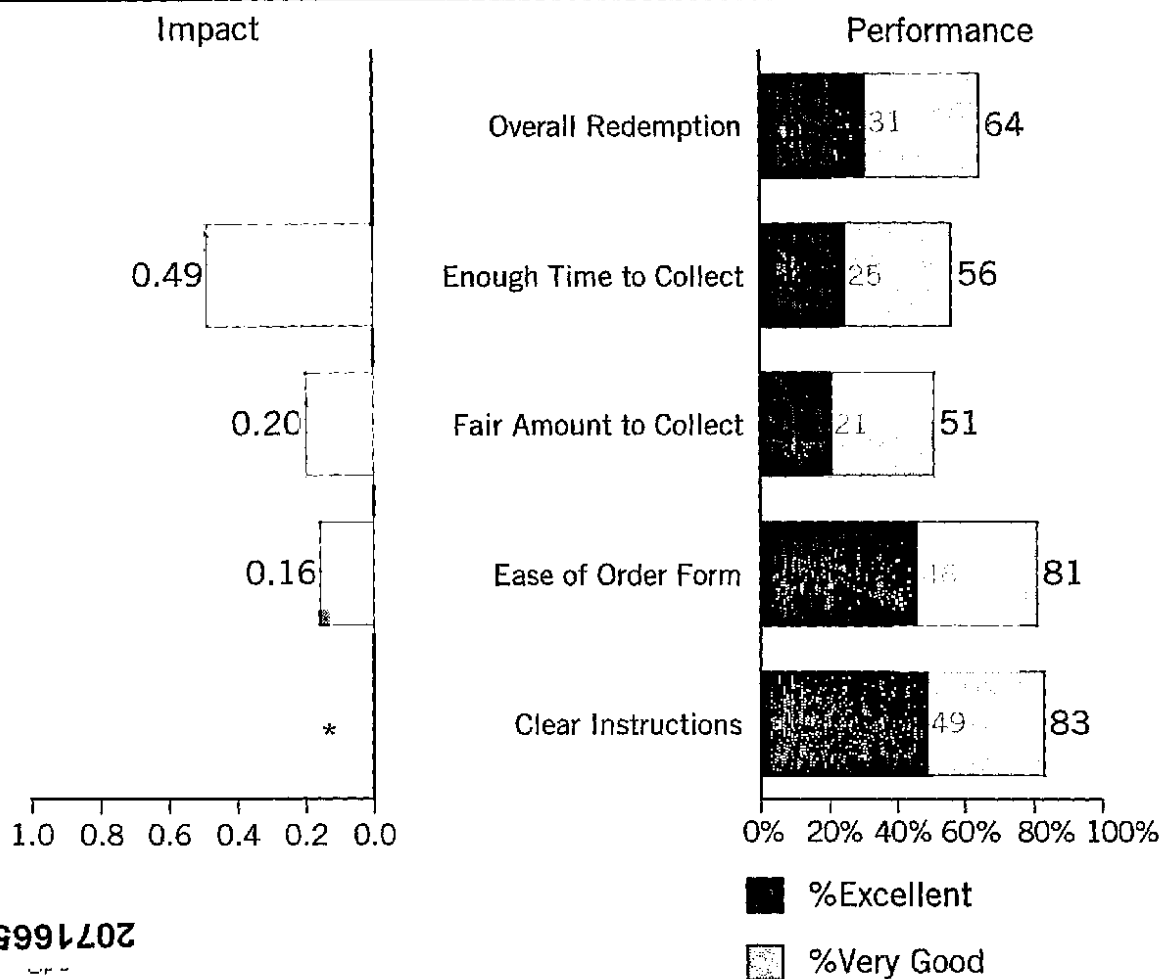 Impact
Performance
Overall Redemption 31 64
0.49 Enough Time to Collect 25 56
0.20 Fair Amount to Collect 21 51
0.16 Ease of Order Form 46 81
* Clear Instructions 49 83
1.0 0.8 0.6 0.4 0.2 0.0
0% 20% 40% 60% 80% 100%
%Excellent
%Very Good
2071665